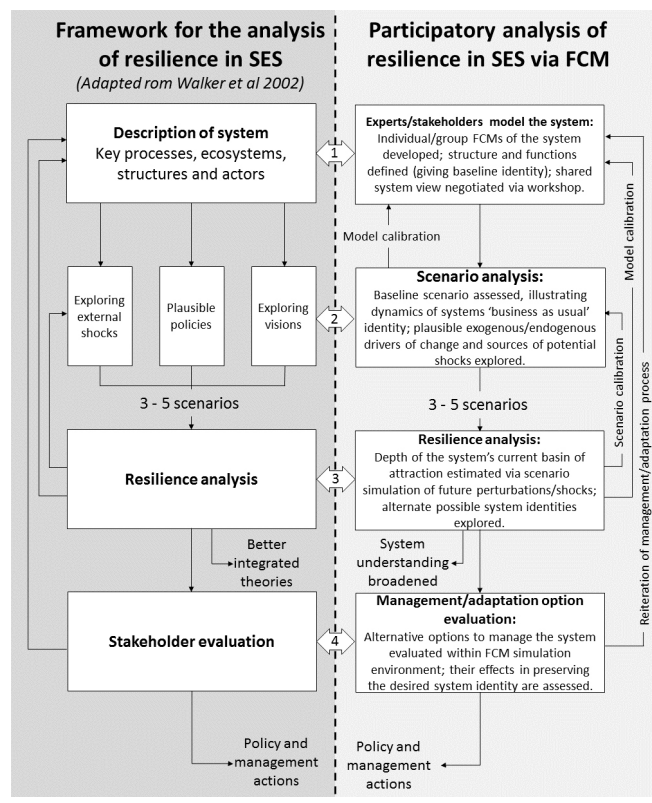 Framework for the analysis
of resilience in SES
(Adapted rom Walker et al 2002)
Participatory analysis of
resilience in SES via FCM
Description of system
Key processes, ecosystems,
structures and actors
1
Experts/stakeholders model the system:
Individual/group FCMs of the system
developed; structure and functions
defined (giving baseline identity); shared
system view negotiated via workshop.
Model calibration
Exploring
external
shocks
Plausible
policies
Exploring
visions
2
Scenario analysis:
Baseline scenario assessed, illustrating
dynamics of systems ‘business as usual’
identity; plausible exogenous/endogenous
drivers of change and sources of potential
shocks explored.
3 - 5 scenarios
3 - 5 scenarios
Resilience analysis
3
Resilience analysis:
Depth of the system’s current basin of
attraction estimated via scenario
simulation of future perturbations/shocks;
alternate possible system identities
explored.
Scenario calibration
Model calibration
Reiteration of management/adaptation process
Better
integrated
theories
System
understanding
broadened
Stakeholder evaluation
4
Management/adaptation option
evaluation:
Alternative options to manage the system
evaluated within FCM simulation
environment; their effects in preserving
the desired system identity are assessed.
Policy and
management
actions
Policy and
management
actions